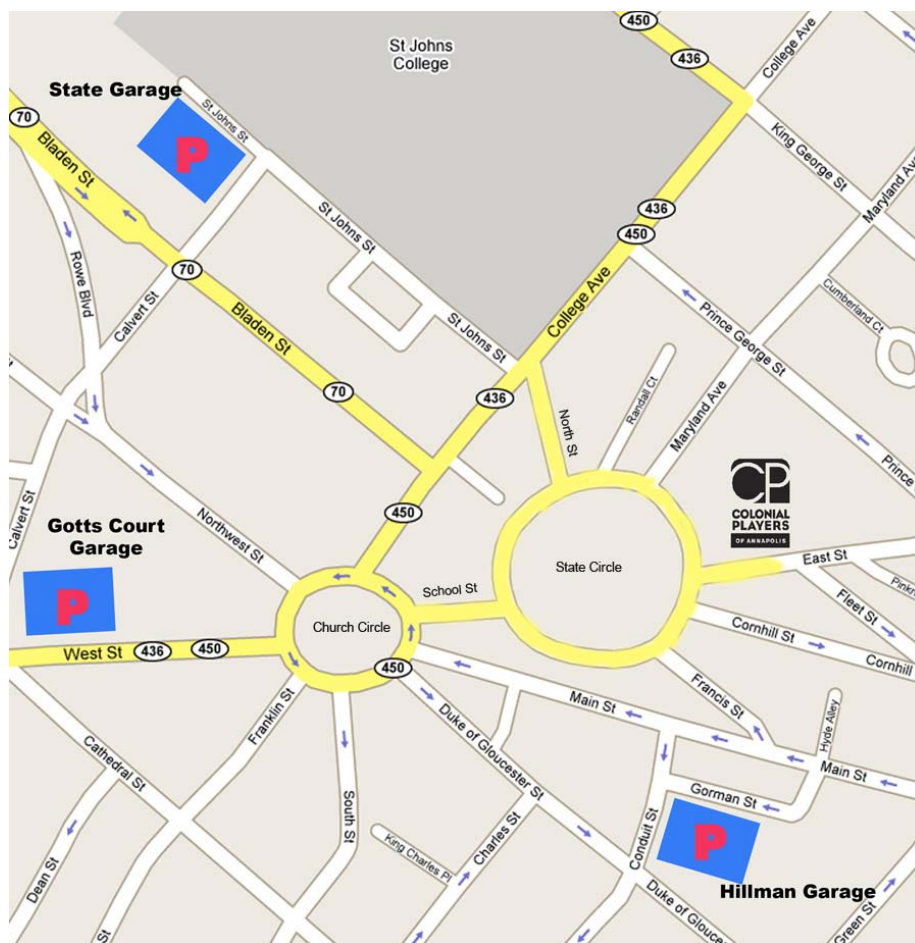 450
College Ave
St Johns
College
436
State Garage
St Johns St
P
70
Bladen St
King George St
Maryland Ave
St Johns St
436
450
Rowe Blvd
Calvert St
70
Bladen St
College Ave
Cumberland Ct
St Johns St
Prince George St
70
436
North St
Randall Ct
Maryland Ave
Prince
Calvert St
Northwest St
450
CP
COLONIAL
PLAYERS
OF ANNAPOLIS
Gotts Court
Garage
P
East St
State Circle
School St
Fleet St
Church Circle
Cornhill St
Cornhill
West St
436
450
450
Franklin St
Main St
Francis St
Hyde Alley
Duke of Gloucester St
Main St
Cathedral St
South St
Gorman St
Conduit St
P
King Charles Pl
Charles St
Dean St
Hillman Garage
Duke of Glouces
Green St